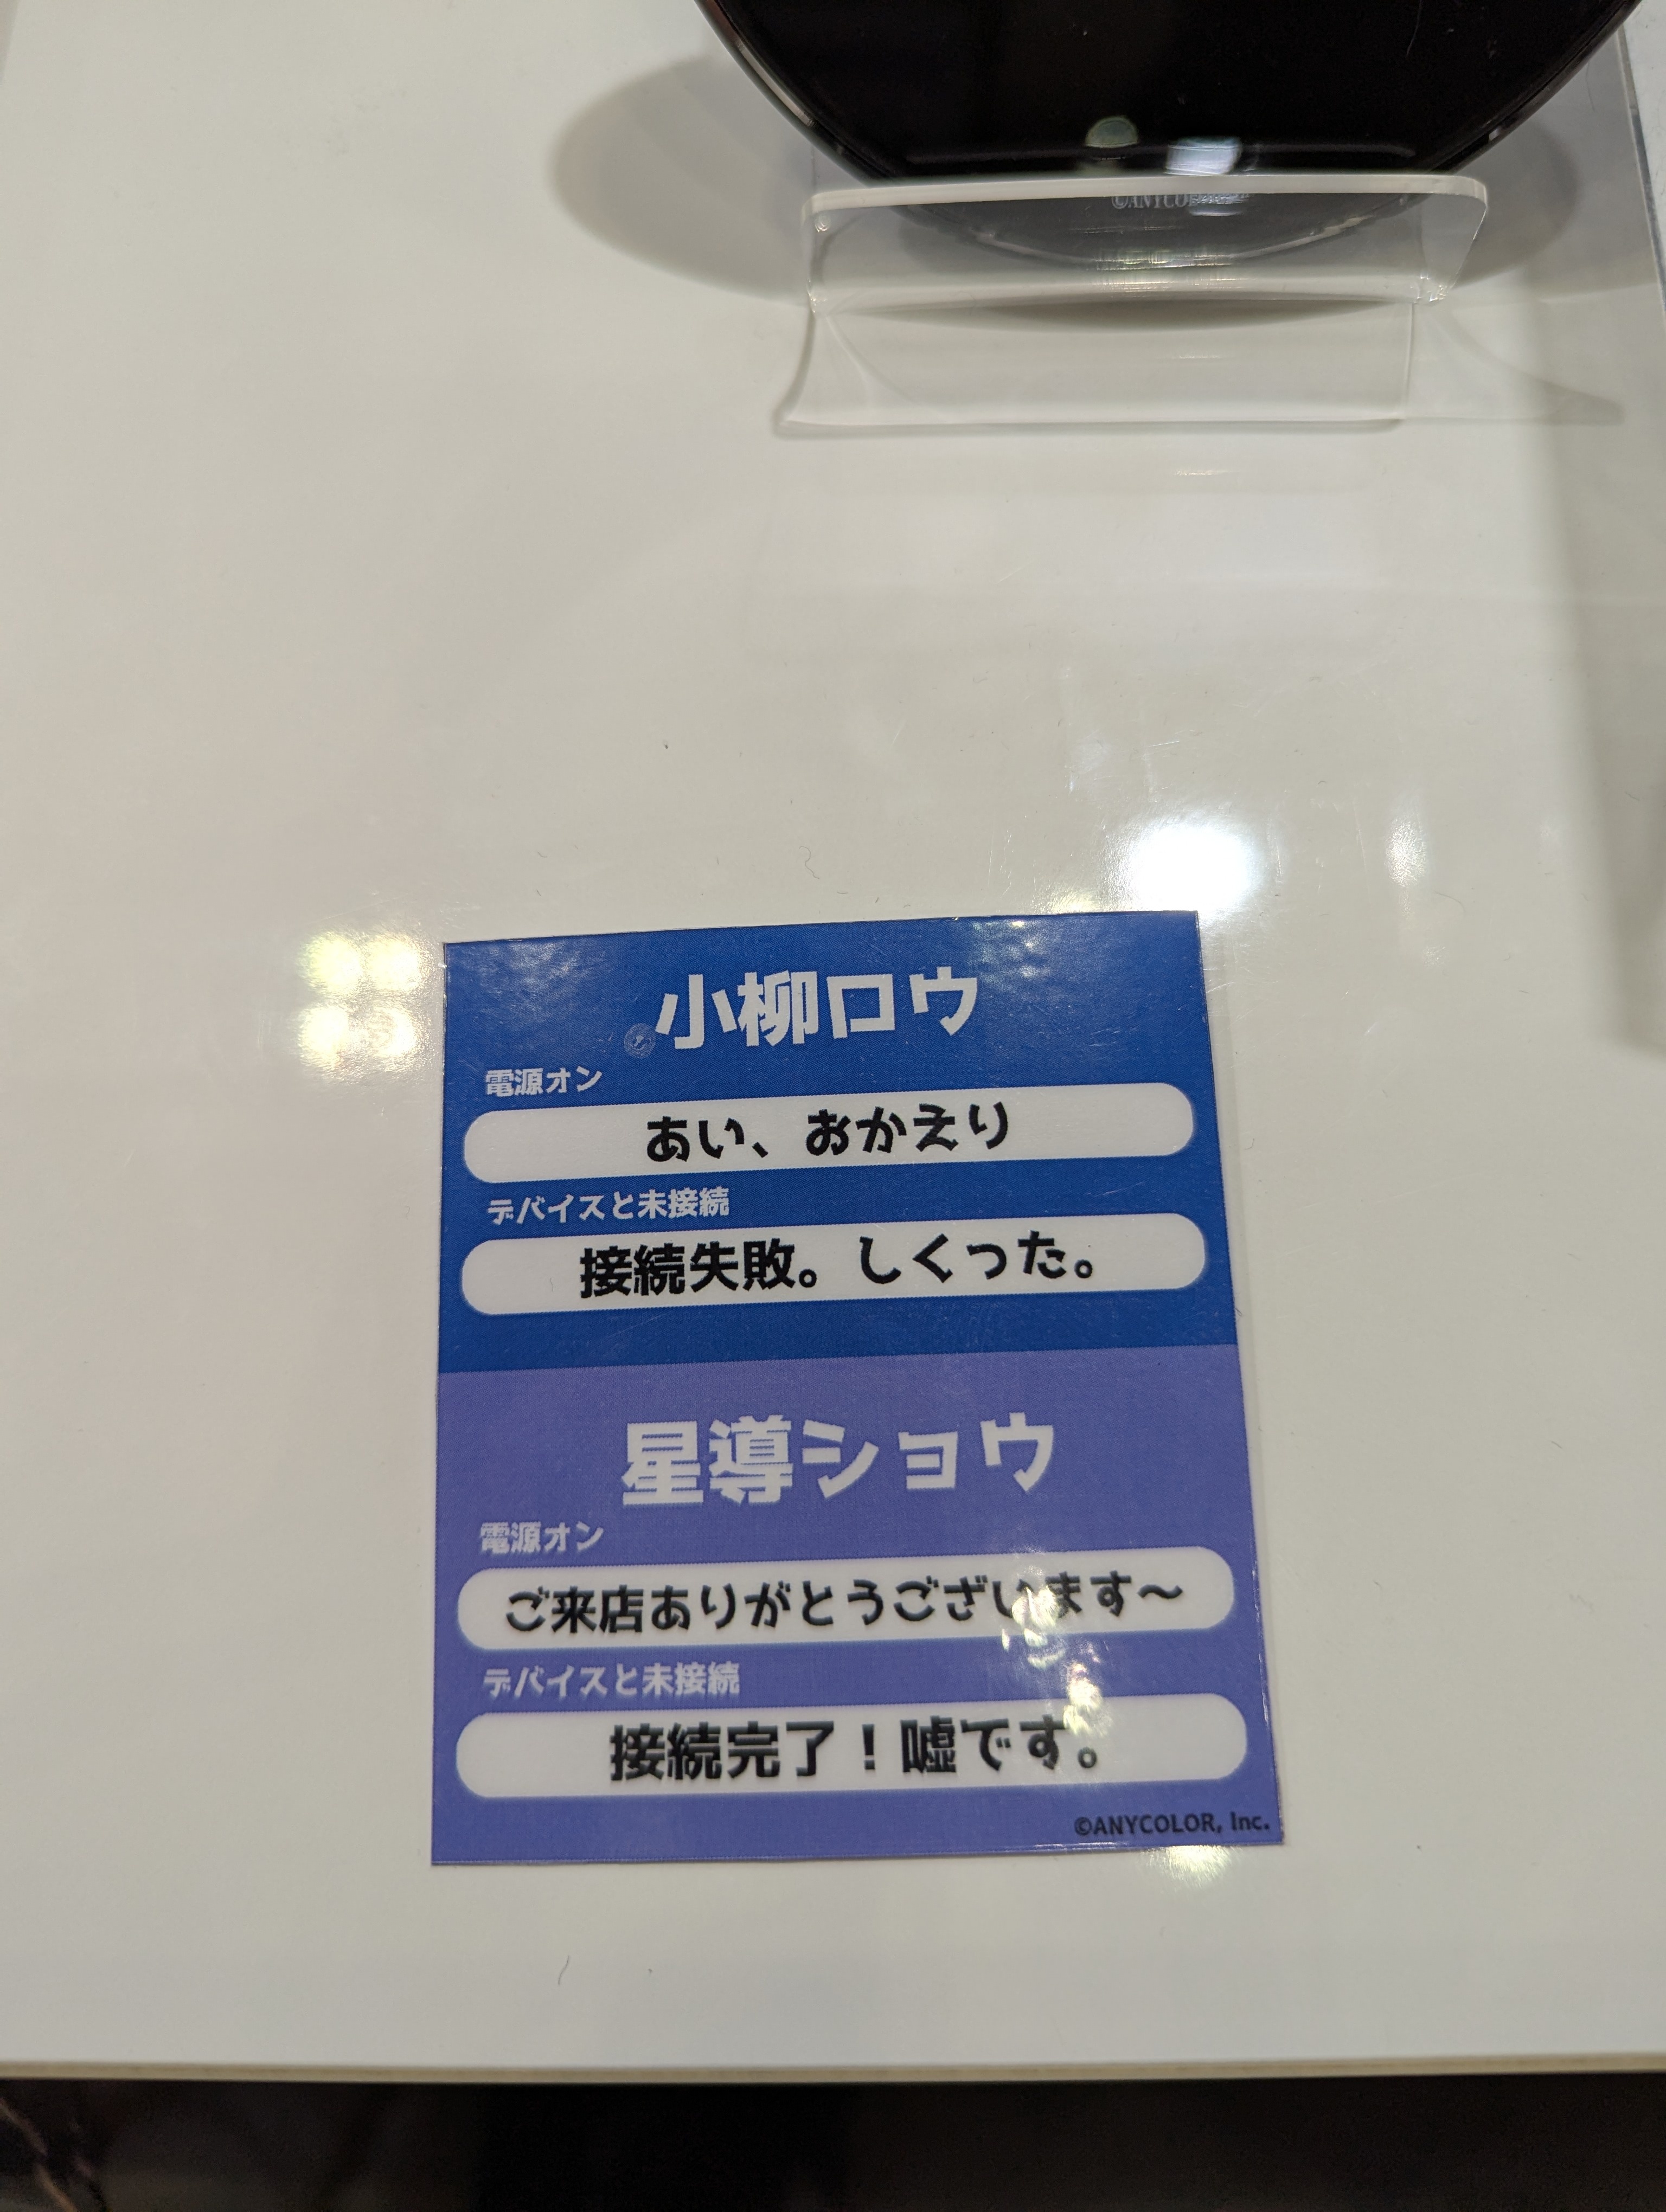 ©ANYCO
小柳ロウ
電源オン
あい、おかえり
デバイスと未接続
接続失敗。しくった。
星導ショウ
電源オン
ご来店ありがとうございます〜
デバイスと未接続
接続完了！嘘です。
©ANYCOLOR, Inc.